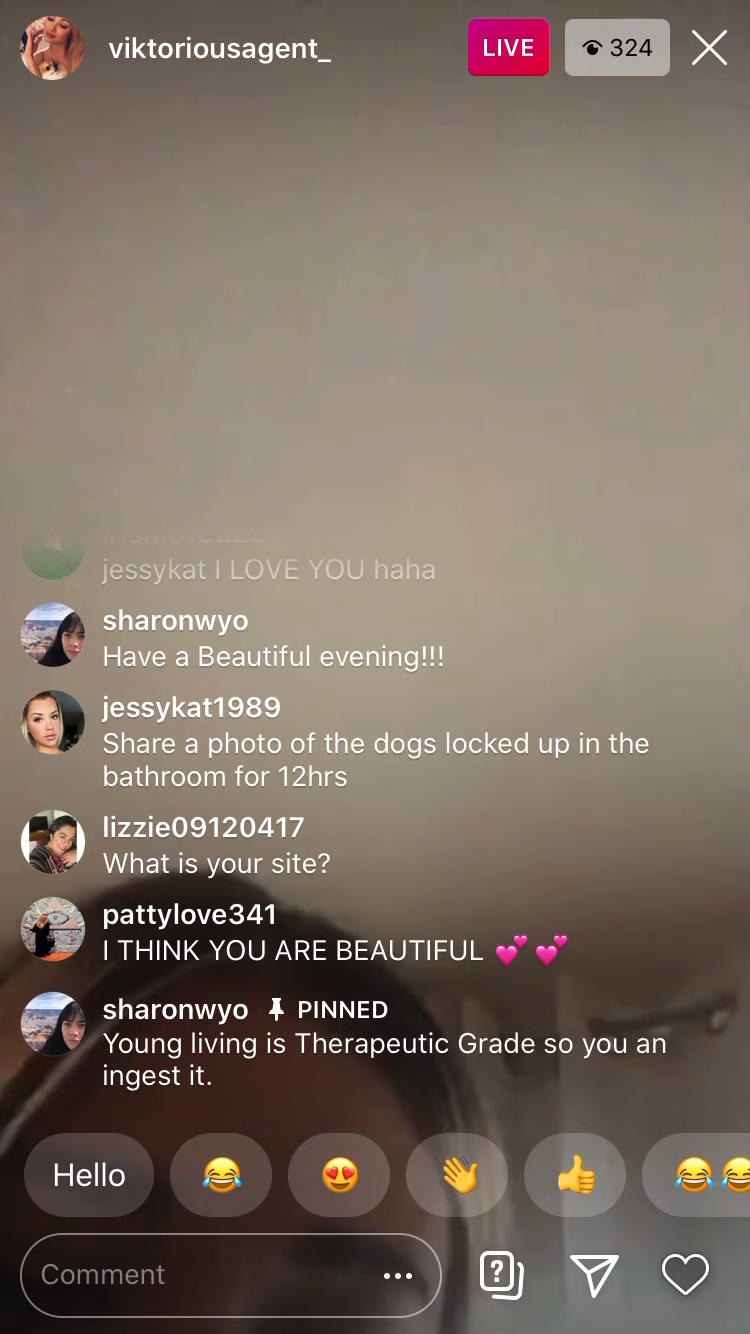 viktoriousagent_
LIVE
324
jessykat I LOVE YOU haha
sharonwyo
Have a Beautiful evening!!!
jessykat1989
Share a photo of the dogs locked up in the
bathroom for 12hrs
lizzie09120417
What is your site?
pattylove341
I THINK YOU ARE BEAUTIFUL 💕 💕
sharonwyo PINNED
Young living is Therapeutic Grade so you an
ingest it.
Hello
Comment